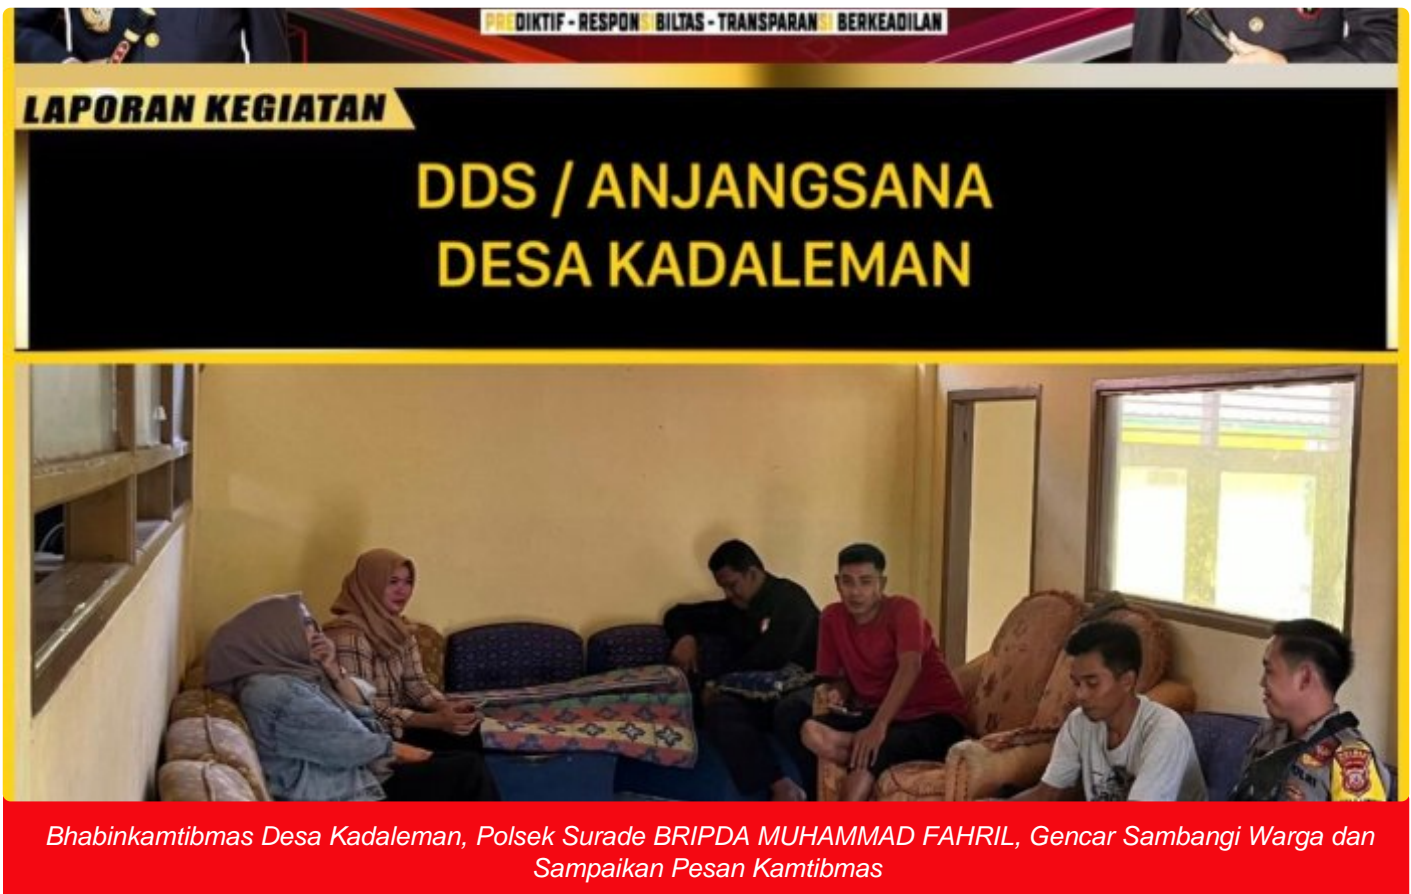 PREDIKTIF - RESPONSIBILTAS - TRANSPARANSI BERKEADILAN
LAPORAN KEGIATAN
DDS / ANJANGSANA
DESA KADALEMAN
Bhabinkamtibmas Desa Kadaleman, Polsek Surade BRIPDA MUHAMMAD FAHRIL, Gencar Sambangi Warga dan
Sampaikan Pesan Kamtibmas